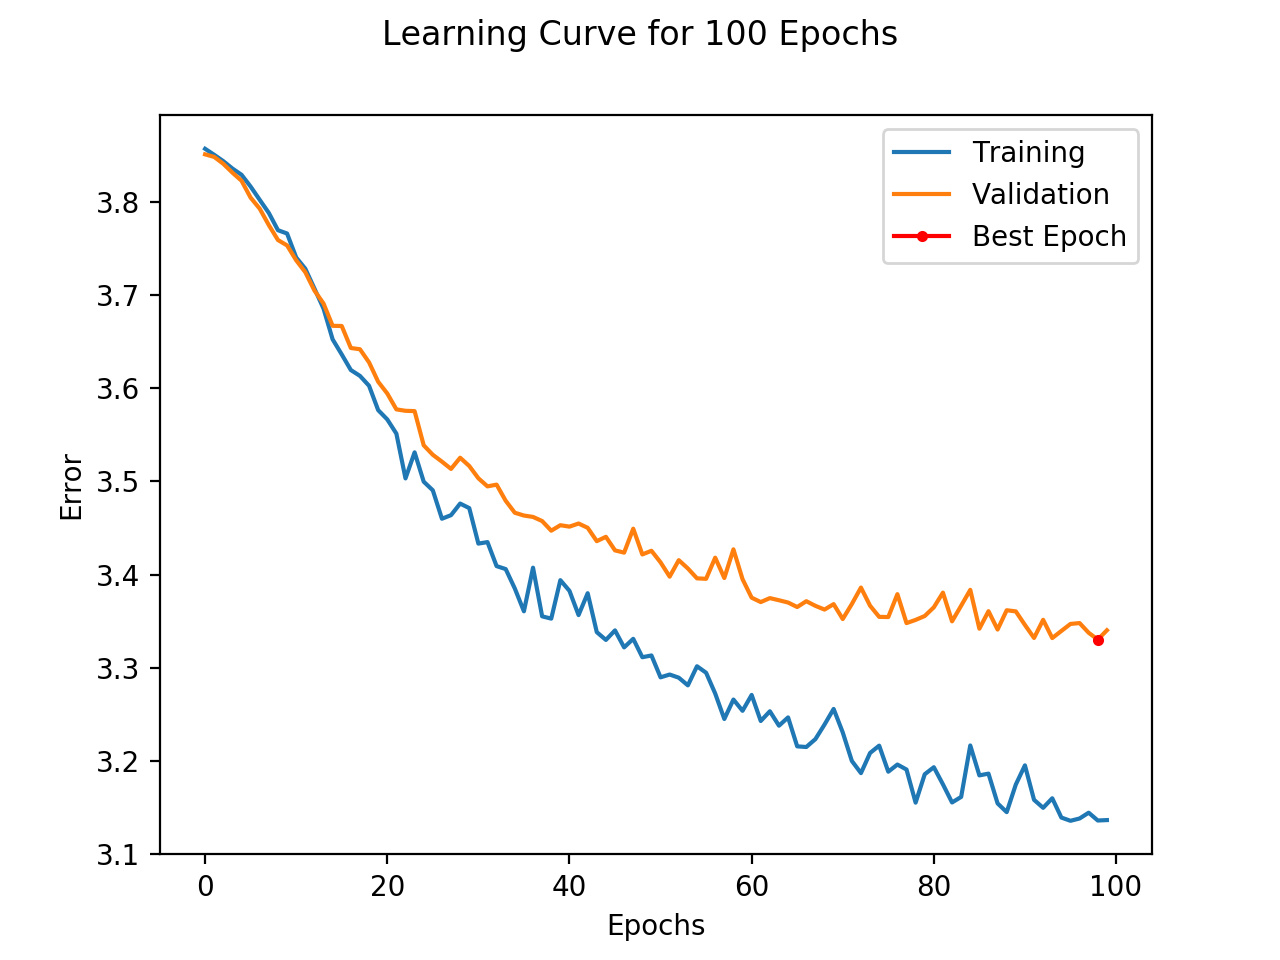 Learning Curve for 100 Epochs
Training
Validation
Best Epoch
3.8
3.7
3.6
3.5
3.4
3.3
3.2
3.1
Error
0 20 40 60 80 100
Epochs